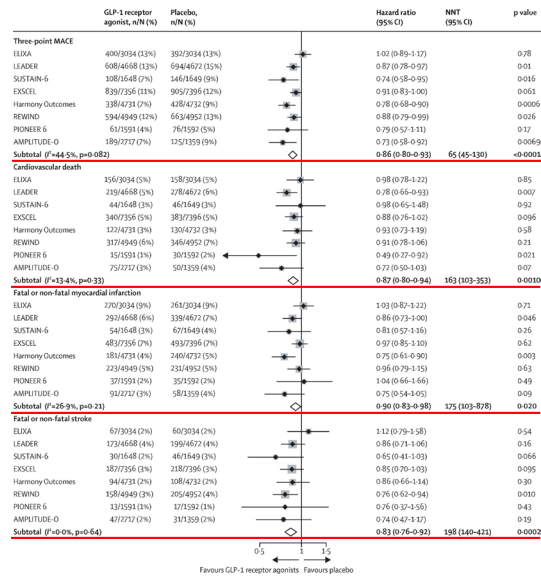 GLP-1 receptor agonist, n/N (%) Placebo, n/N (%) Hazard ratio (95% CI) NNT (95% CI) p value
Three-point MACE
ELIXA 400/3034 (13%) 392/3034 (13%) 1·02 (0·89–1·17) 0·78
LEADER 608/4668 (13%) 694/4672 (15%) 0·87 (0·78–0·97) 0·01
SUSTAIN-6 108/1648 (7%) 146/1649 (9%) 0·74 (0·58–0·95) 0·016
EXSCEL 839/7356 (11%) 905/7396 (12%) 0·91 (0·83–1·00) 0·061
Harmony Outcomes 338/4731 (7%) 428/4732 (9%) 0·78 (0·68–0·90) 0·0006
REWIND 594/4949 (12%) 663/4952 (13%) 0·88 (0·79–0·99) 0·026
PIONEER 6 61/1591 (4%) 76/1592 (5%) 0·79 (0·57–1·11) 0·17
AMPLITUDE-O 189/2717 (7%) 125/1359 (9%) 0·73 (0·58–0·92) 0·0069
Subtotal (I²=44·5%, p=0·082) 0·86 (0·80–0·93) 65 (45–130) <0·0001
Cardiovascular death
ELIXA 156/3034 (5%) 158/3034 (5%) 0·98 (0·78–1·22) 0·85
LEADER 219/4668 (5%) 278/4672 (6%) 0·78 (0·66–0·93) 0·007
SUSTAIN-6 44/1648 (3%) 46/1649 (3%) 0·98 (0·65–1·48) 0·92
EXSCEL 340/7356 (5%) 383/7396 (5%) 0·88 (0·76–1·02) 0·096
Harmony Outcomes 122/4731 (3%) 130/4732 (3%) 0·93 (0·73–1·19) 0·58
REWIND 317/4949 (6%) 346/4952 (7%) 0·91 (0·78–1·06) 0·21
PIONEER 6 15/1591 (1%) 30/1592 (2%) 0·49 (0·27–0·92) 0·021
AMPLITUDE-O 75/2717 (3%) 50/1359 (4%) 0·72 (0·50–1·03) 0·07
Subtotal (I²=13·4%, p=0·33) 0·87 (0·80–0·94) 163 (103–353) 0·0010
Fatal or non-fatal myocardial infarction
ELIXA 270/3034 (9%) 261/3034 (9%) 1·03 (0·87–1·22) 0·71
LEADER 292/4668 (6%) 339/4672 (7%) 0·86 (0·73–1·00) 0·046
SUSTAIN-6 54/1648 (3%) 67/1649 (4%) 0·81 (0·57–1·16) 0·26
EXSCEL 483/7356 (7%) 493/7396 (7%) 0·97 (0·85–1·10) 0·62
Harmony Outcomes 181/4731 (4%) 240/4732 (5%) 0·75 (0·61–0·90) 0·003
REWIND 223/4949 (5%) 231/4952 (5%) 0·96 (0·79–1·15) 0·63
PIONEER 6 37/1591 (2%) 35/1592 (2%) 1·04 (0·66–1·66) 0·49
AMPLITUDE-O 91/2717 (3%) 58/1359 (4%) 0·75 (0·54–1·05) 0·09
Subtotal (I²=26·9%, p=0·21) 0·90 (0·83–0·98) 175 (103–878) 0·020
Fatal or non-fatal stroke
ELIXA 67/3034 (2%) 60/3034 (2%) 1·12 (0·79–1·58) 0·54
LEADER 173/4668 (4%) 199/4672 (4%) 0·86 (0·71–1·06) 0·16
SUSTAIN-6 30/1648 (2%) 46/1649 (3%) 0·65 (0·41–1·03) 0·066
EXSCEL 187/7356 (3%) 218/7396 (3%) 0·85 (0·70–1·03) 0·095
Harmony Outcomes 94/4731 (2%) 108/4732 (2%) 0·86 (0·66–1·14) 0·30
REWIND 158/4949 (3%) 205/4952 (4%) 0·76 (0·62–0·94) 0·010
PIONEER 6 13/1591 (1%) 17/1592 (1%) 0·76 (0·37–1·56) 0·43
AMPLITUDE-O 47/2717 (2%) 31/1359 (2%) 0·74 (0·47–1·17) 0·19
Subtotal (I²=0·0%, p=0·64) 0·83 (0·76–0·92) 198 (140–421) 0·0002
0·5 1 1·5
Favours GLP-1 receptor agonists Favours placebo